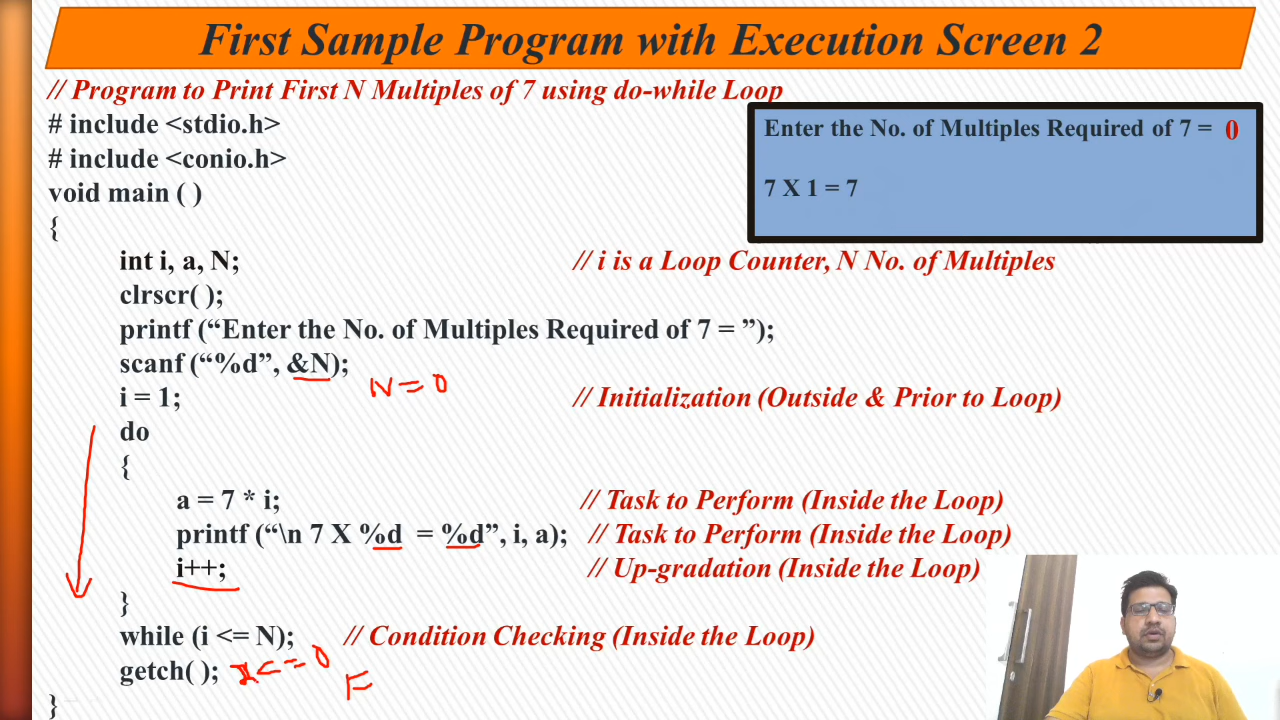 First Sample Program with Execution Screen 2
// Program to Print First N Multiples of 7 using do-while Loop
# include <stdio.h>
# include <conio.h>
void main ( )
{
int i, a, N; // i is a Loop Counter, N No. of Multiples
clrscr( );
printf (“Enter the No. of Multiples Required of 7 = ”);
scanf (“%d”, &N);
N = 0
i = 1; // Initialization (Outside & Prior to Loop)
do
{
a = 7 * i; // Task to Perform (Inside the Loop)
printf (“\n 7 X %d = %d”, i, a); // Task to Perform (Inside the Loop)
i++; // Up-gradation (Inside the Loop)
}
while (i <= N); // Condition Checking (Inside the Loop)
getch( );
<= 0
F
}
Enter the No. of Multiples Required of 7 = 0
7 X 1 = 7